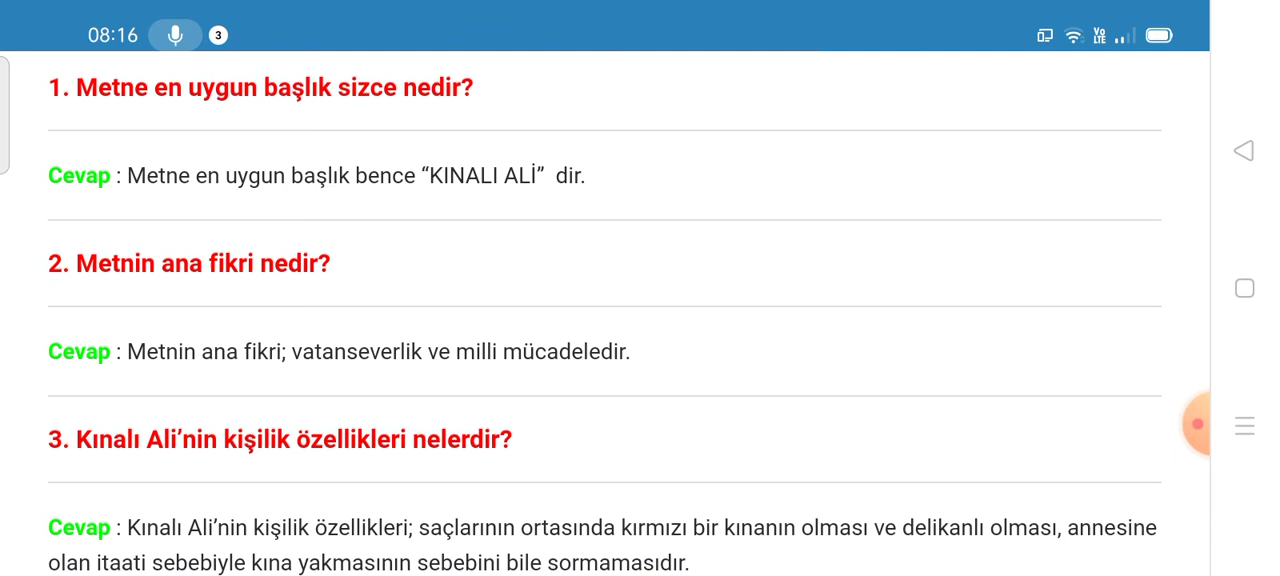 08:16
3
VO LTE
1. Metne en uygun başlık sizce nedir?
Cevap : Metne en uygun başlık bence “KINALI ALİ”  dir.
2. Metnin ana fikri nedir?
Cevap : Metnin ana fikri; vatanseverlik ve milli mücadeledir.
3. Kınalı Ali’nin kişilik özellikleri nelerdir?
Cevap : Kınalı Ali’nin kişilik özellikleri; saçlarının ortasında kırmızı bir kınanın olması ve delikanlı olması, annesine
olan itaati sebebiyle kına yakmasının sebebini bile sormamasıdır.